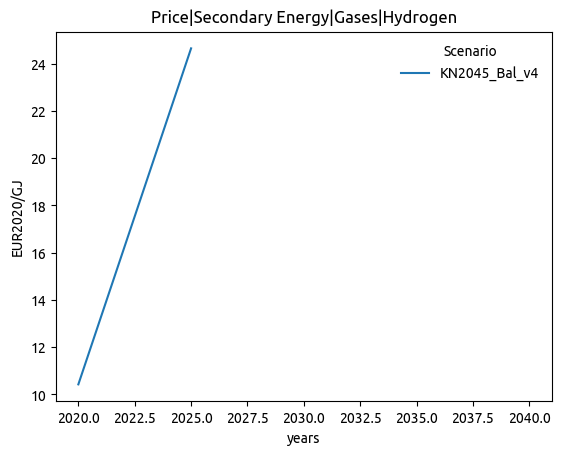 Price|Secondary Energy|Gases|Hydrogen
Scenario
KN2045_Bal_v4
24
22
20
18
16
14
12
10
EUR2020/GJ
2020.0 2022.5 2025.0 2027.5 2030.0 2032.5 2035.0 2037.5 2040.0
years